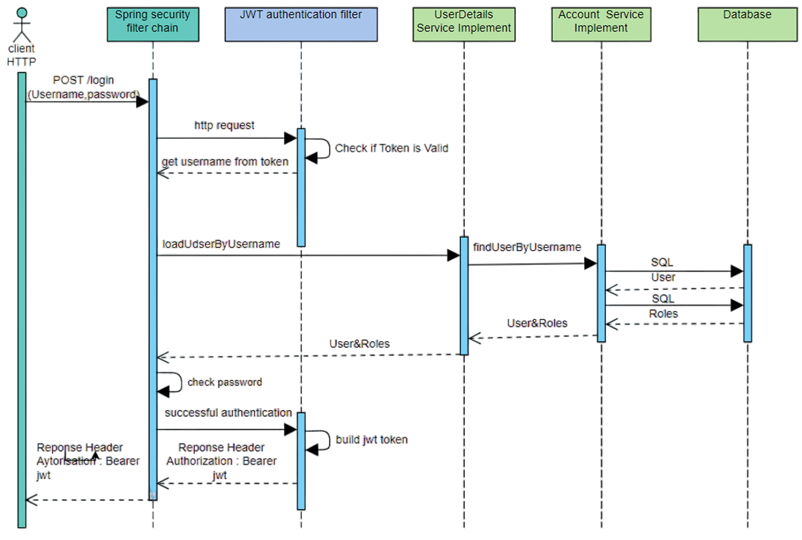 Spring security
filter chain
JWT authentication filter
UserDetails
Service Implement
Account Service
Implement
Database
client
HTTP
POST /login
(Username,password)
http request
Check if Token is Valid
get username from token
loadUdserByUsername
findUserByUsername
SQL
User
SQL
Roles
User&Roles
User&Roles
check password
successful authentication
build jwt token
Reponse Header
Aytorisation : Bearer
jwt
Reponse Header
Authorization : Bearer
jwt